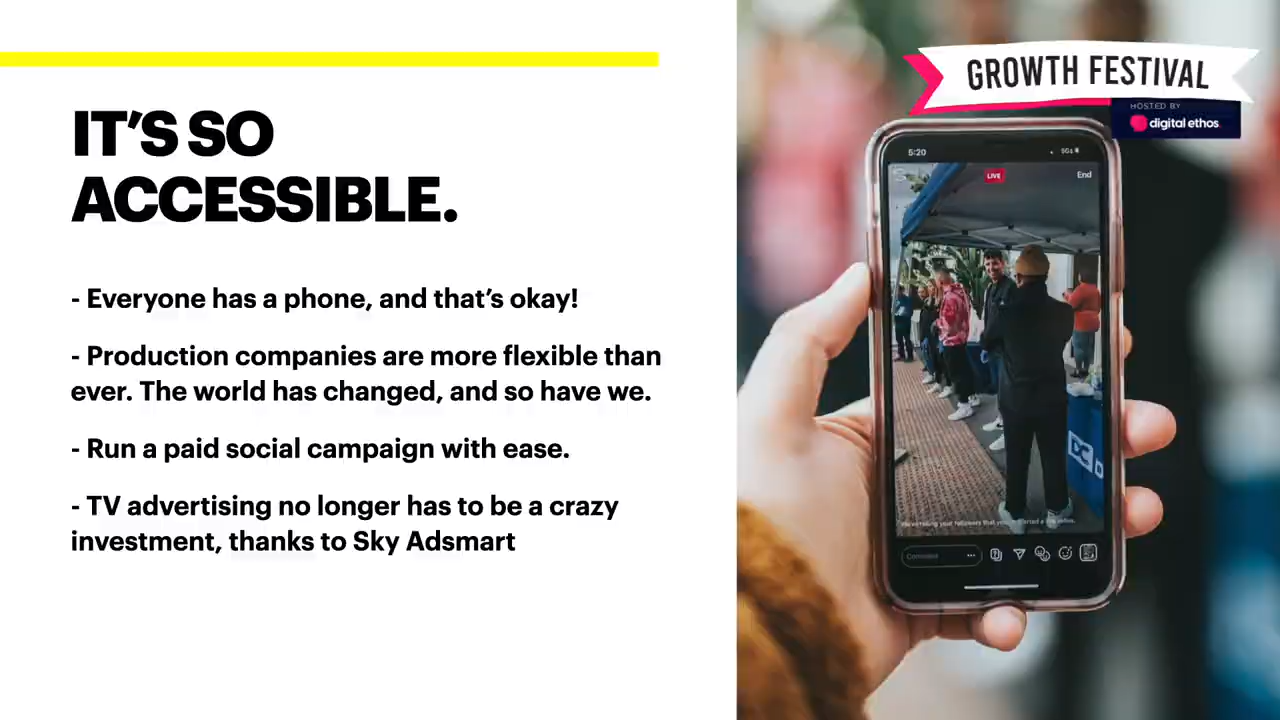 IT'S SO
ACCESSIBLE.
- Everyone has a phone, and that's okay!
- Production companies are more flexible than
ever. The world has changed, and so have we.
- Run a paid social campaign with ease.
- TV advertising no longer has to be a crazy
investment, thanks to Sky Adsmart
GROWTH FESTIVAL
HOSTED BY
digital ethos
5:20
LIVE
End
DC
Comment